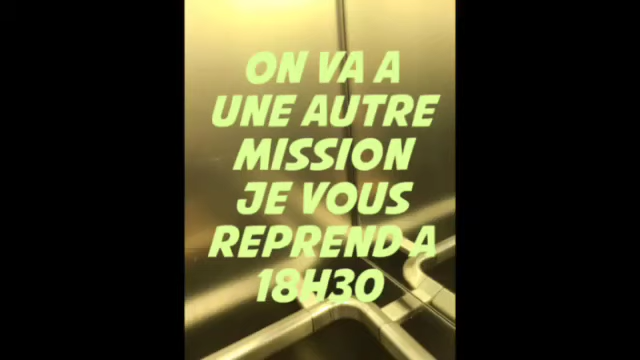 ON VA A
UNE AUTRE
MISSION
JE VOUS
REPREND A
18H30